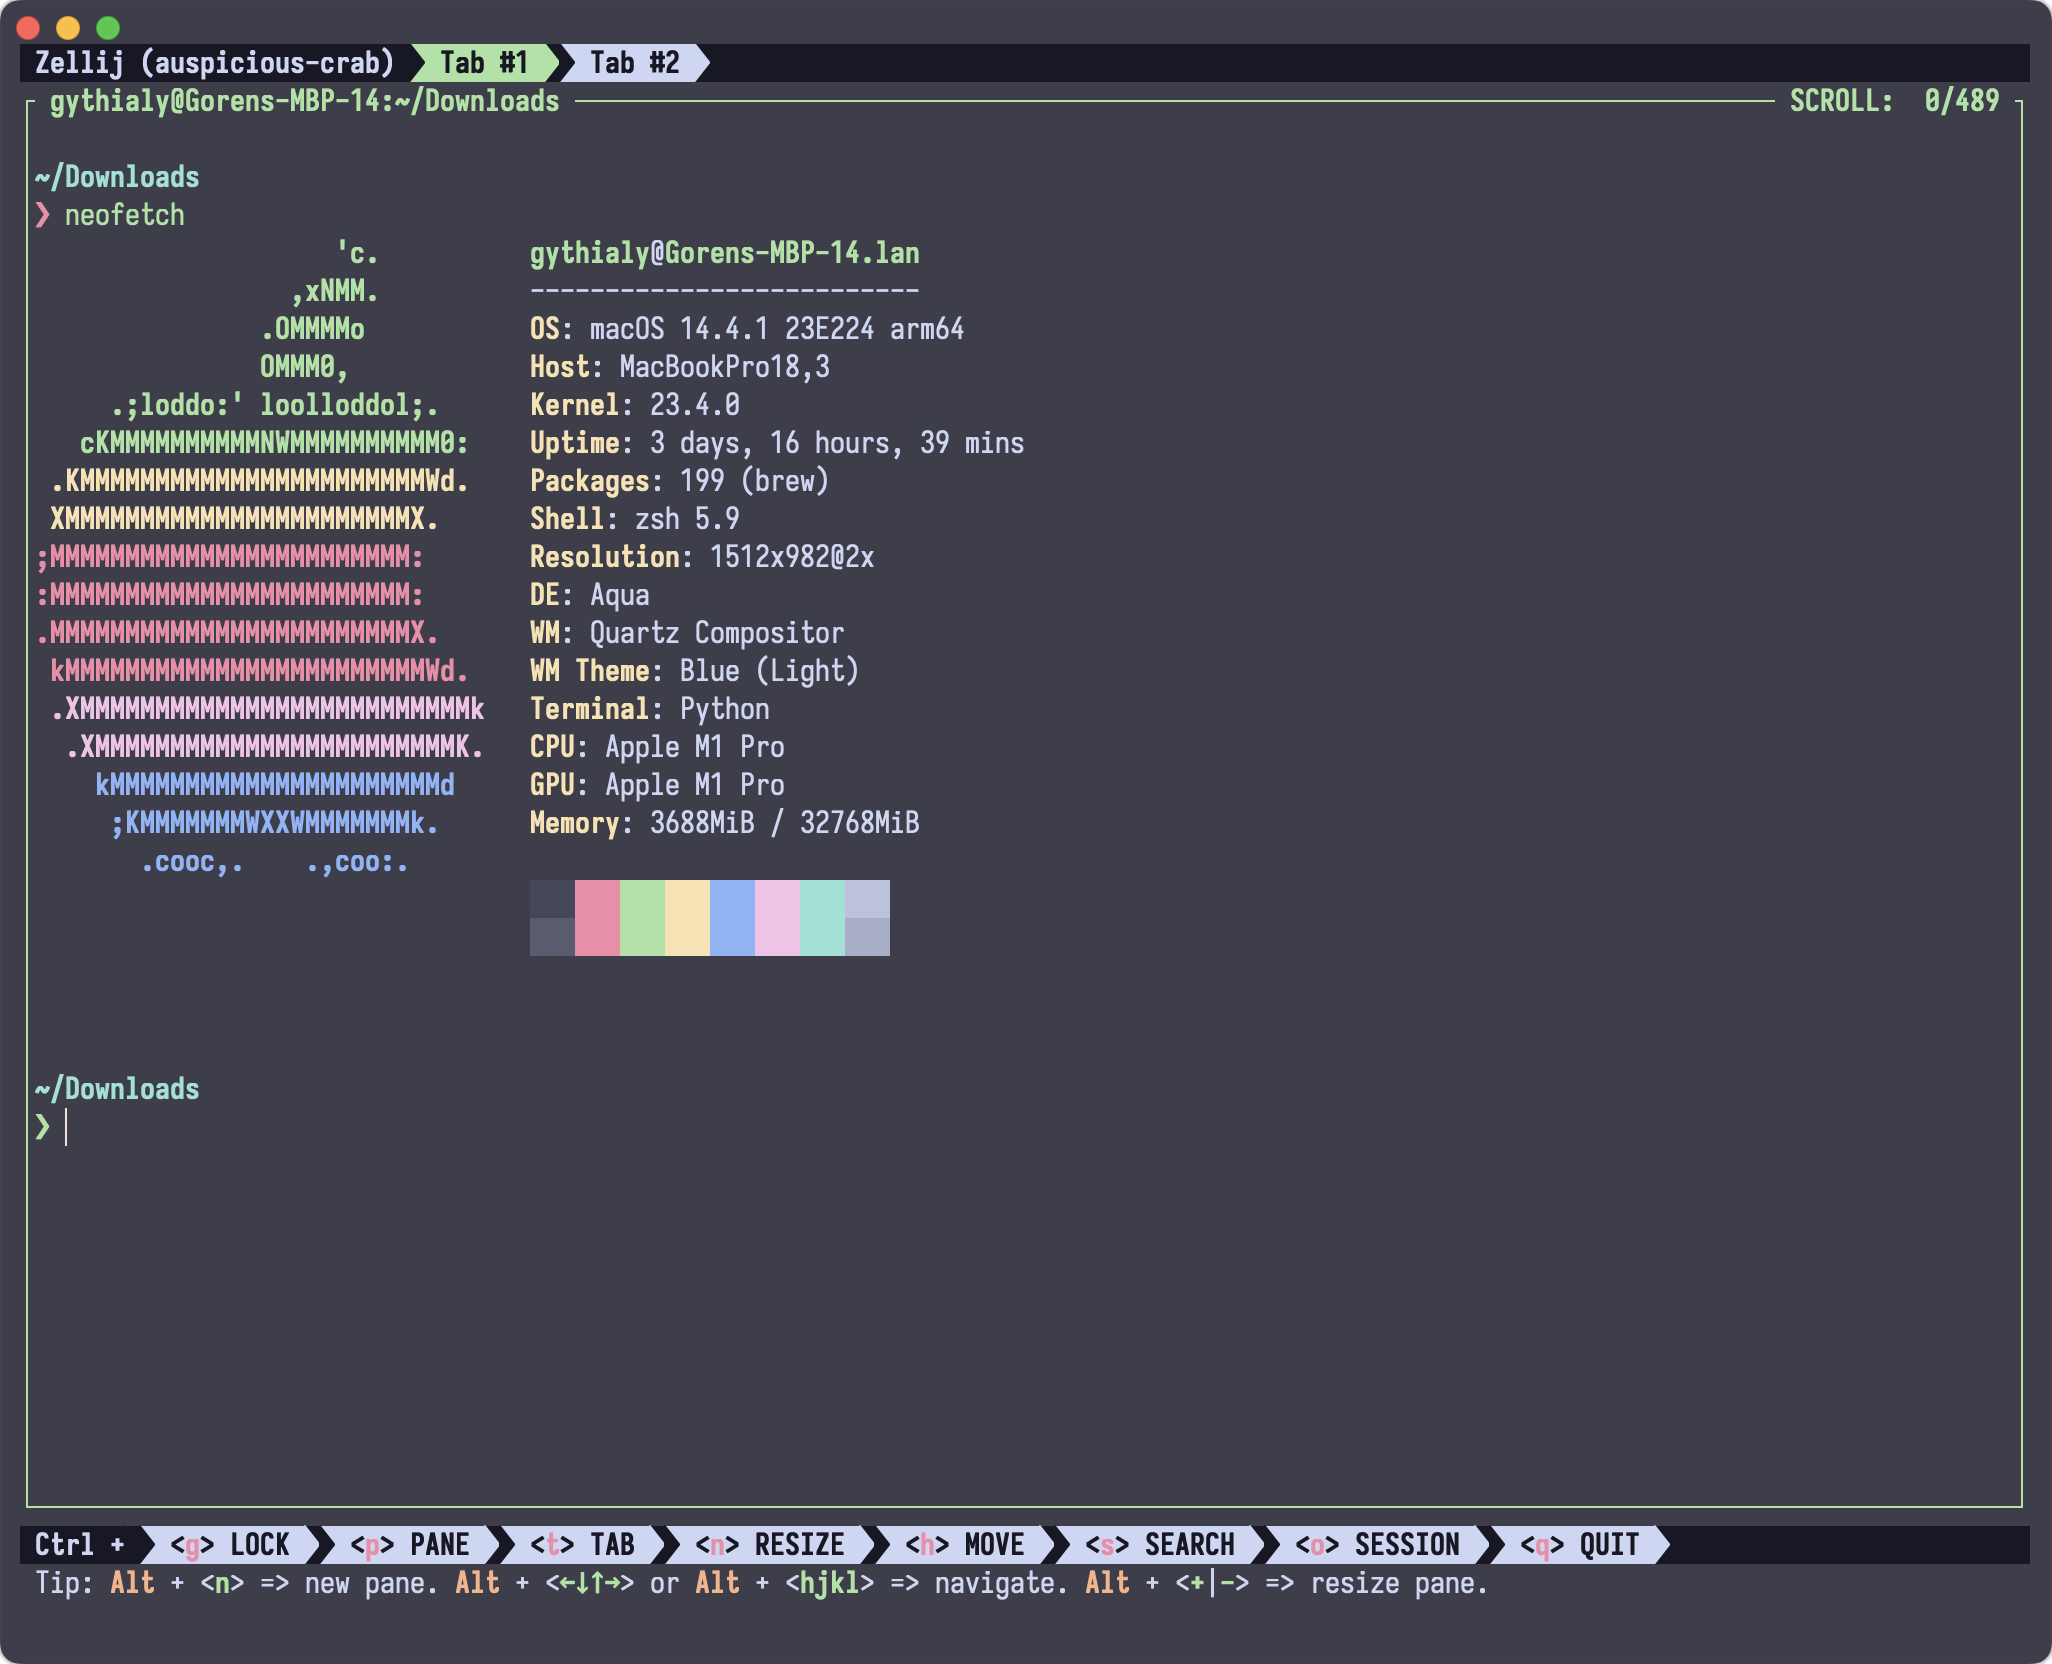 Zellij (auspicious-crab) Tab #1 Tab #2
gythialy@Gorens-MBP-14:~/Downloads SCROLL:  0/489
~/Downloads
❯ neofetch
                    'c.          gythialy@Gorens-MBP-14.lan
                 ,xNMM.          --------------------------
               .OMMMMo           OS: macOS 14.4.1 23E224 arm64
               OMMM0,            Host: MacBookPro18,3
     .;loddo:' loolloddol;.      Kernel: 23.4.0
   cKMMMMMMMMMMNWMMMMMMMMMM0:    Uptime: 3 days, 16 hours, 39 mins
 .KMMMMMMMMMMMMMMMMMMMMMMMWd.    Packages: 199 (brew)
 XMMMMMMMMMMMMMMMMMMMMMMMX.      Shell: zsh 5.9
;MMMMMMMMMMMMMMMMMMMMMMMM:       Resolution: 1512x982@2x
:MMMMMMMMMMMMMMMMMMMMMMMM:       DE: Aqua
.MMMMMMMMMMMMMMMMMMMMMMMMX.      WM: Quartz Compositor
 kMMMMMMMMMMMMMMMMMMMMMMMMWd.    WM Theme: Blue (Light)
 .XMMMMMMMMMMMMMMMMMMMMMMMMMMk   Terminal: Python
  .XMMMMMMMMMMMMMMMMMMMMMMMMK.   CPU: Apple M1 Pro
    kMMMMMMMMMMMMMMMMMMMMMMd     GPU: Apple M1 Pro
     ;KMMMMMMMWXXWMMMMMMMk.      Memory: 3688MiB / 32768MiB
       .cooc,.    .,coo:.
~/Downloads
❯
Ctrl + <g> LOCK <p> PANE <t> TAB <n> RESIZE <h> MOVE <s> SEARCH <o> SESSION <q> QUIT
Tip: Alt + <n> => new pane. Alt + <←↓↑→> or Alt + <hjkl> => navigate. Alt + <+|-> => resize pane.